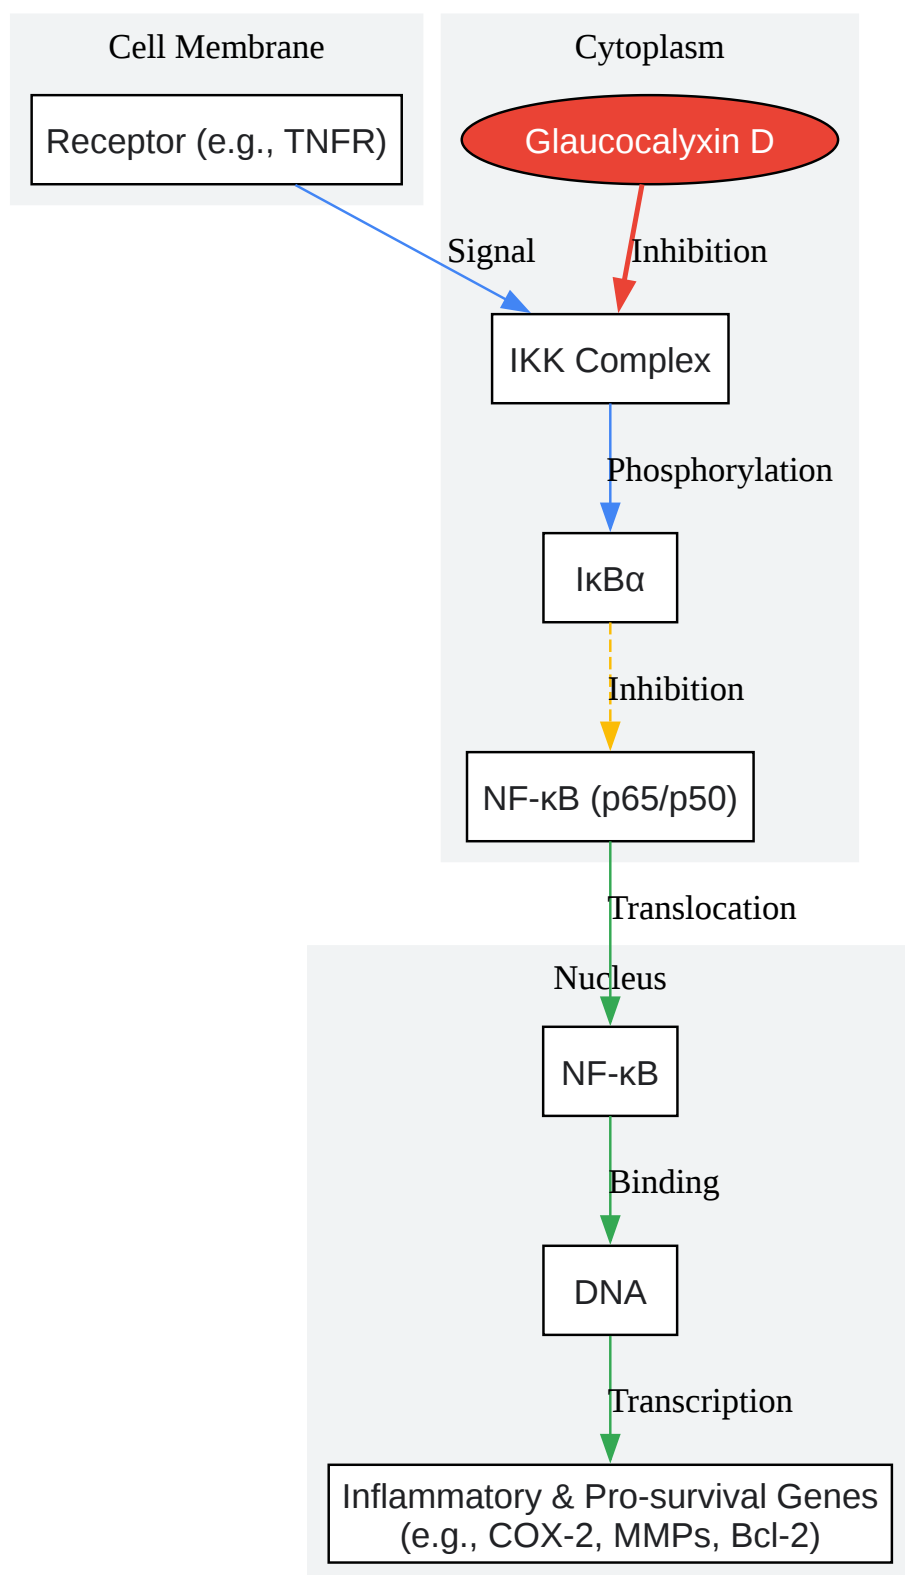 Cell Membrane
Receptor (e.g., TNFR)
Cytoplasm
Glaucocalyxin D
Signal
Inhibition
IKK Complex
Phosphorylation
IκBα
Inhibition
NF-κB (p65/p50)
Translocation
Nucleus
NF-κB
Binding
DNA
Transcription
Inflammatory & Pro-survival Genes
(e.g., COX-2, MMPs, Bcl-2)